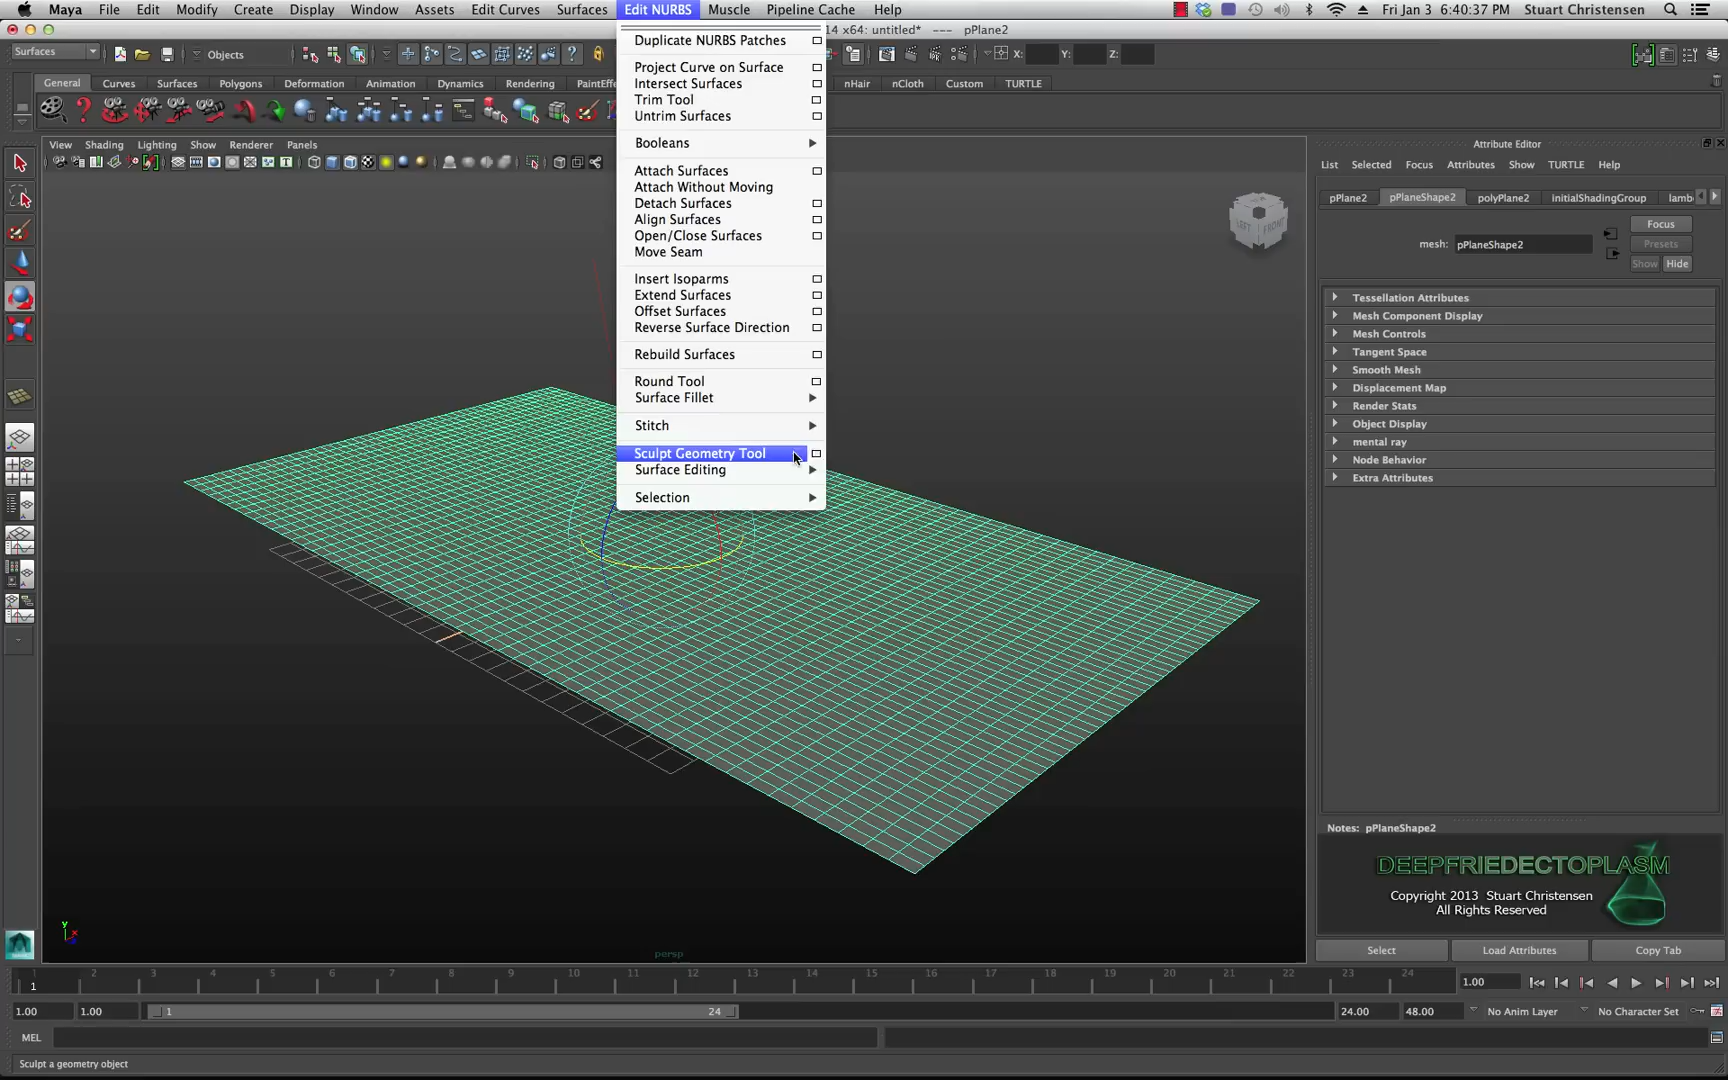 Maya File Edit Modify Create Display Window Assets Edit Curves Surfaces Edit NURBS Muscle Pipeline Cache Help Fri Jan 3 6:40:37 PM Stuart Christensen
14 x64: untitled* --- pPlane2
Surfaces Objects X: Y: Z:
General Curves Surfaces Polygons Deformation Animation Dynamics Rendering PaintEffe nHair nCloth Custom TURTLE
View Shading Lighting Show Renderer Panels
Duplicate NURBS Patches
Project Curve on Surface
Intersect Surfaces
Trim Tool
Untrim Surfaces
Booleans
Attach Surfaces
Attach Without Moving
Detach Surfaces
Align Surfaces
Open/Close Surfaces
Move Seam
Insert Isoparms
Extend Surfaces
Offset Surfaces
Reverse Surface Direction
Rebuild Surfaces
Round Tool
Surface Fillet
Stitch
Sculpt Geometry Tool
Surface Editing
Selection
LEFT FRONT
persp
y x
Attribute Editor
List Selected Focus Attributes Show TURTLE Help
pPlane2 pPlaneShape2 polyPlane2 initialShadingGroup lamb
Focus
mesh: pPlaneShape2 Presets
Show Hide
Tessellation Attributes
Mesh Component Display
Mesh Controls
Tangent Space
Smooth Mesh
Displacement Map
Render Stats
Object Display
mental ray
Node Behavior
Extra Attributes
Notes: pPlaneShape2
DEEPFRIEDECTOPLASM
Copyright 2013 Stuart Christensen
All Rights Reserved
Select Load Attributes Copy Tab
1 2 3 4 5 6 7 8 9 10 11 12 13 14 15 16 17 18 19 20 21 22 23 24
1 1.00
1.00 1.00 1 24 24.00 48.00 No Anim Layer No Character Set
MEL
Sculpt a geometry object